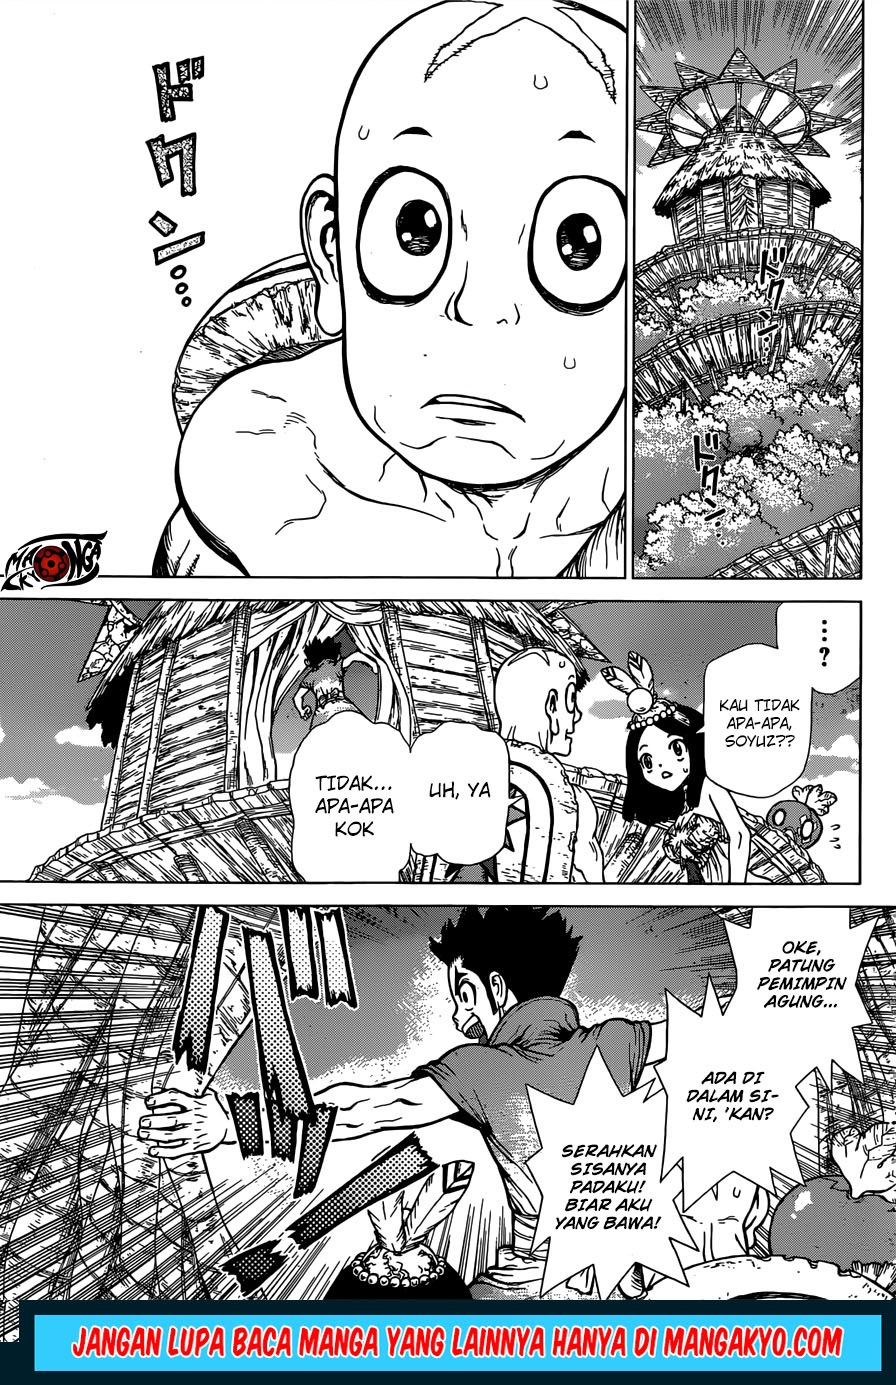 ドクン…
ドクン…
ドクン…
…?
KAU TIDAK
APA-APA,
SOYUZ??
UH, YA
TIDAK...
APA-APA
KOK
OKE,
PATUNG
PEMIMPIN
AGUNG...
ADA DI
DALAM SI-
NI, 'KAN?
SERAHKAN
SISANYA
PADAKU!
BIAR AKU
YANG BAWA!
MANGA
KYO
JANGAN LUPA BACA MANGA YANG LAINNYA HANYA DI MANGAKYO.COM